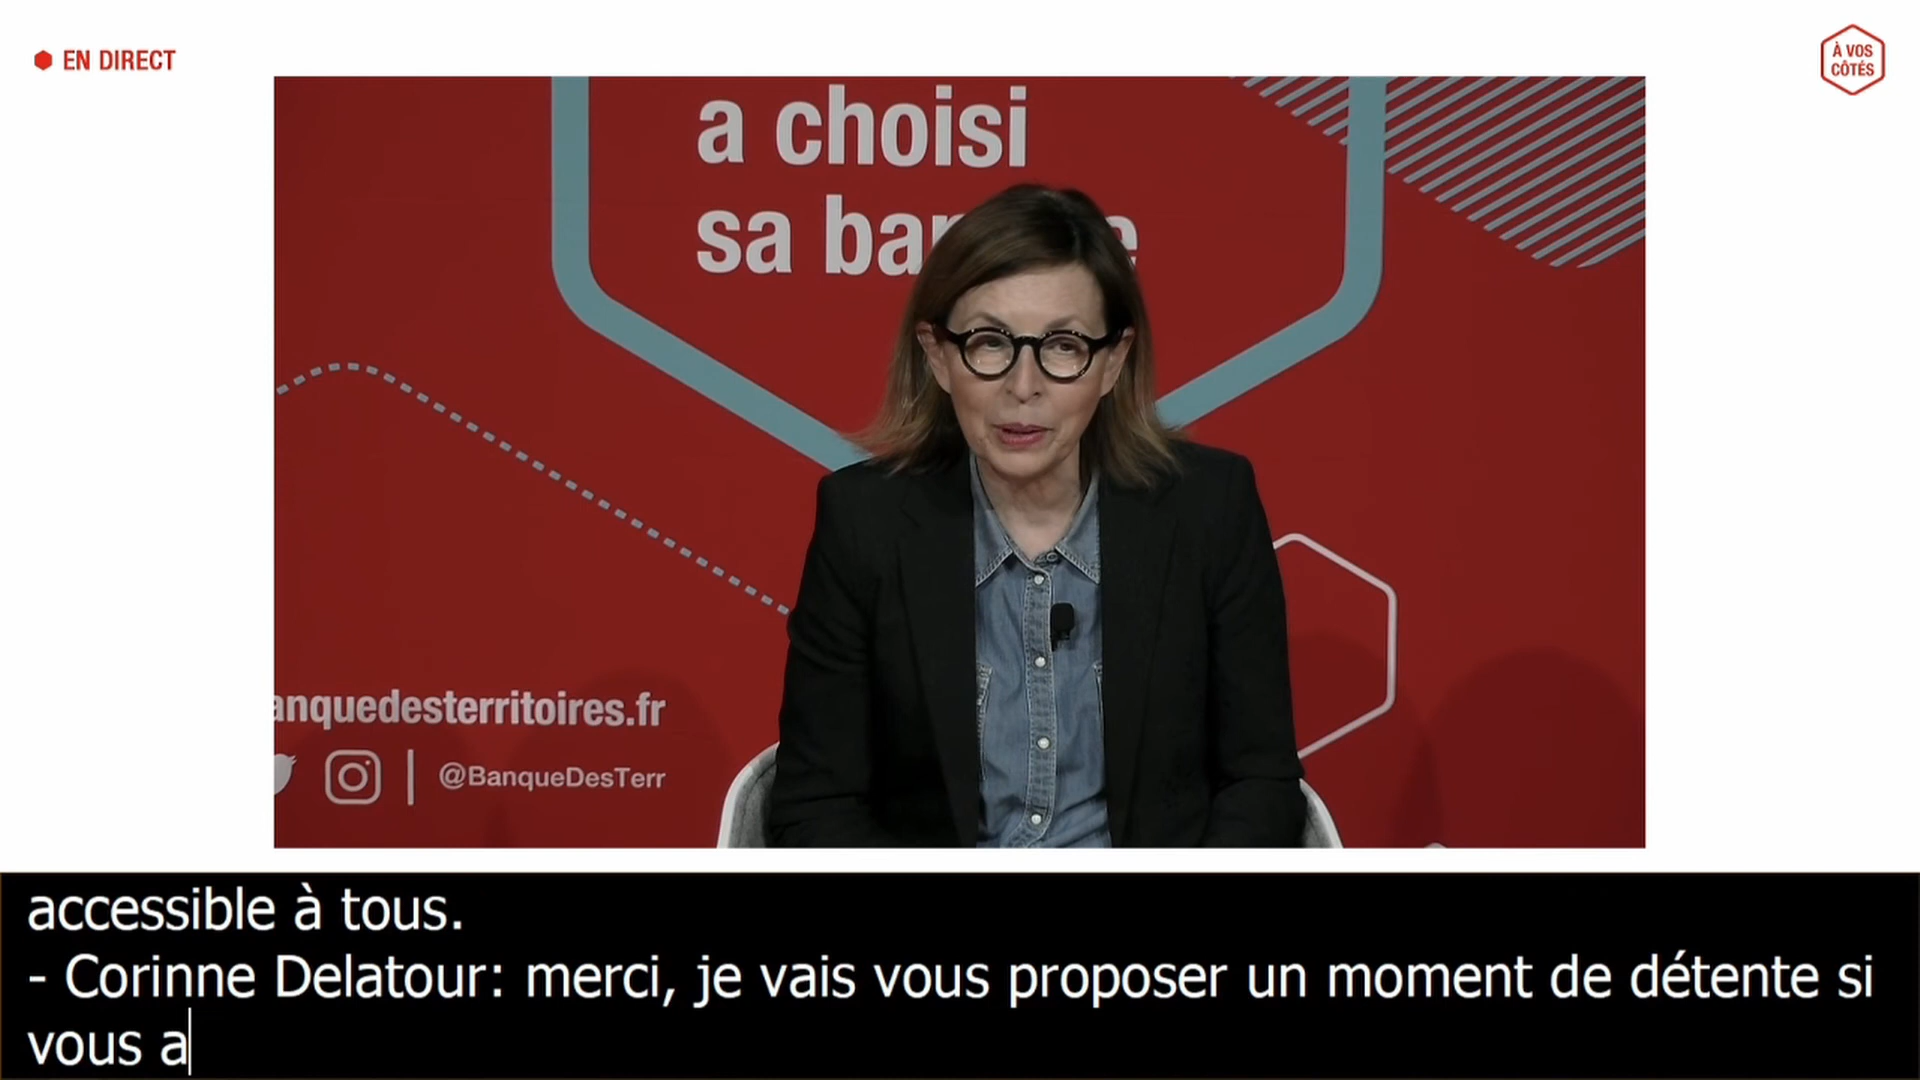 EN DIRECT
À VOS
CÔTÉS
a choisi
sa
anquedesterritoires.fr
@BanqueDesTerr
accessible à tous.
- Corinne Delatour: merci, je vais vous proposer un moment de détente si
vous a